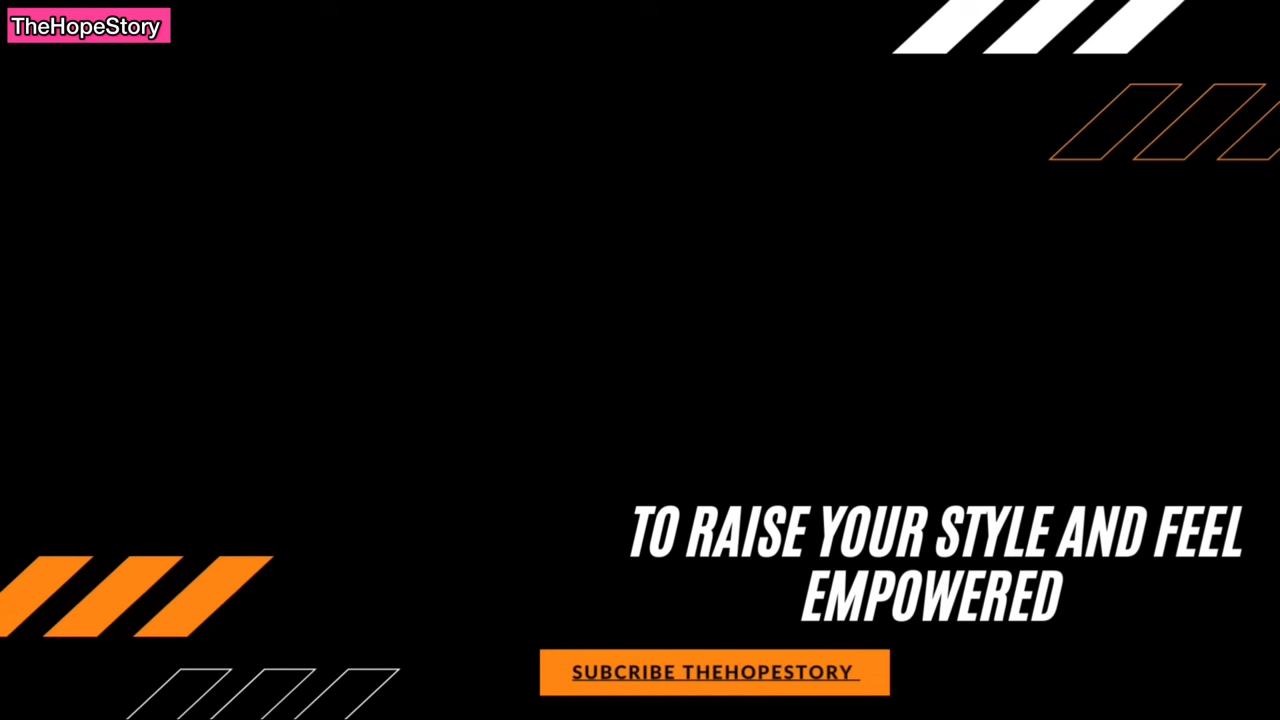 TheHopeStory
TO RAISE YOUR STYLE AND FEEL
EMPOWERED
SUBCRIBE THEHOPESTORY